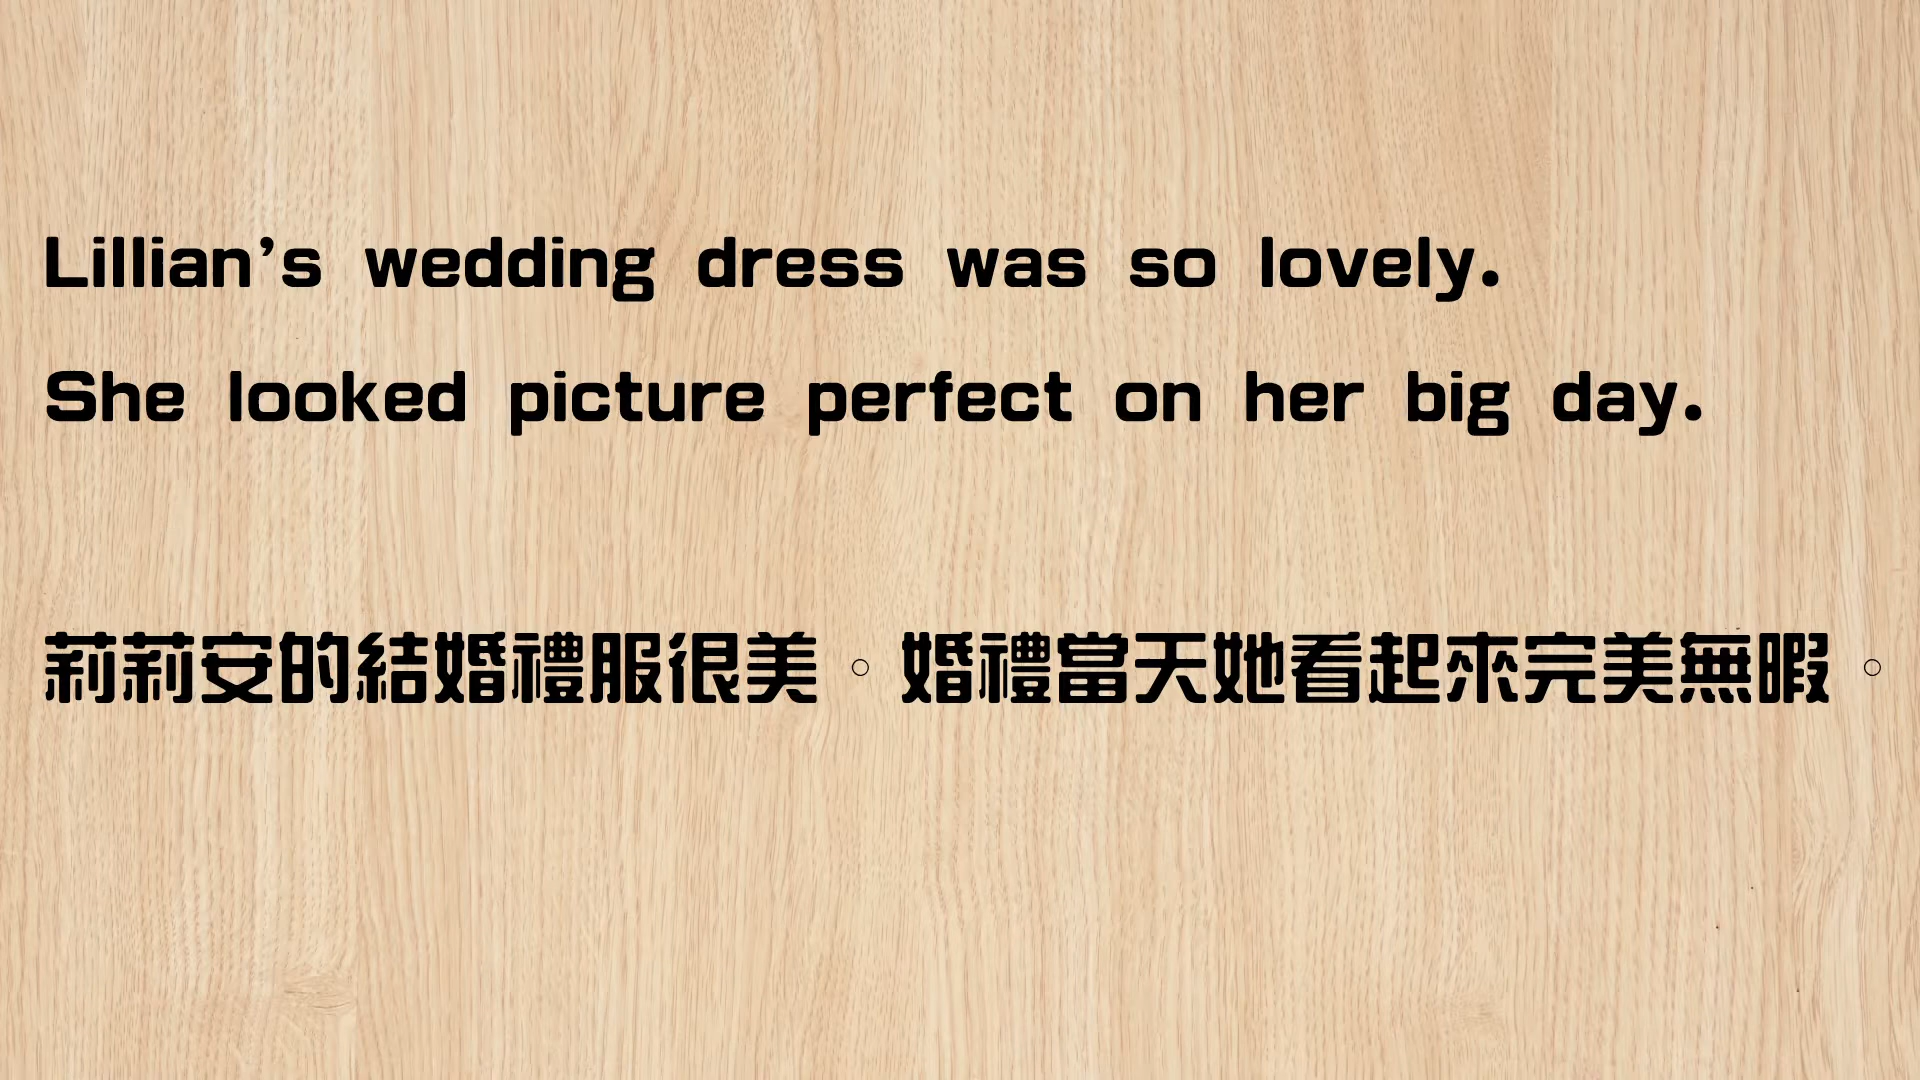 Lillian’s wedding dress was so lovely.
She looked picture perfect on her big day.
莉莉安的結婚禮服很美。婚禮當天她看起來完美無暇。